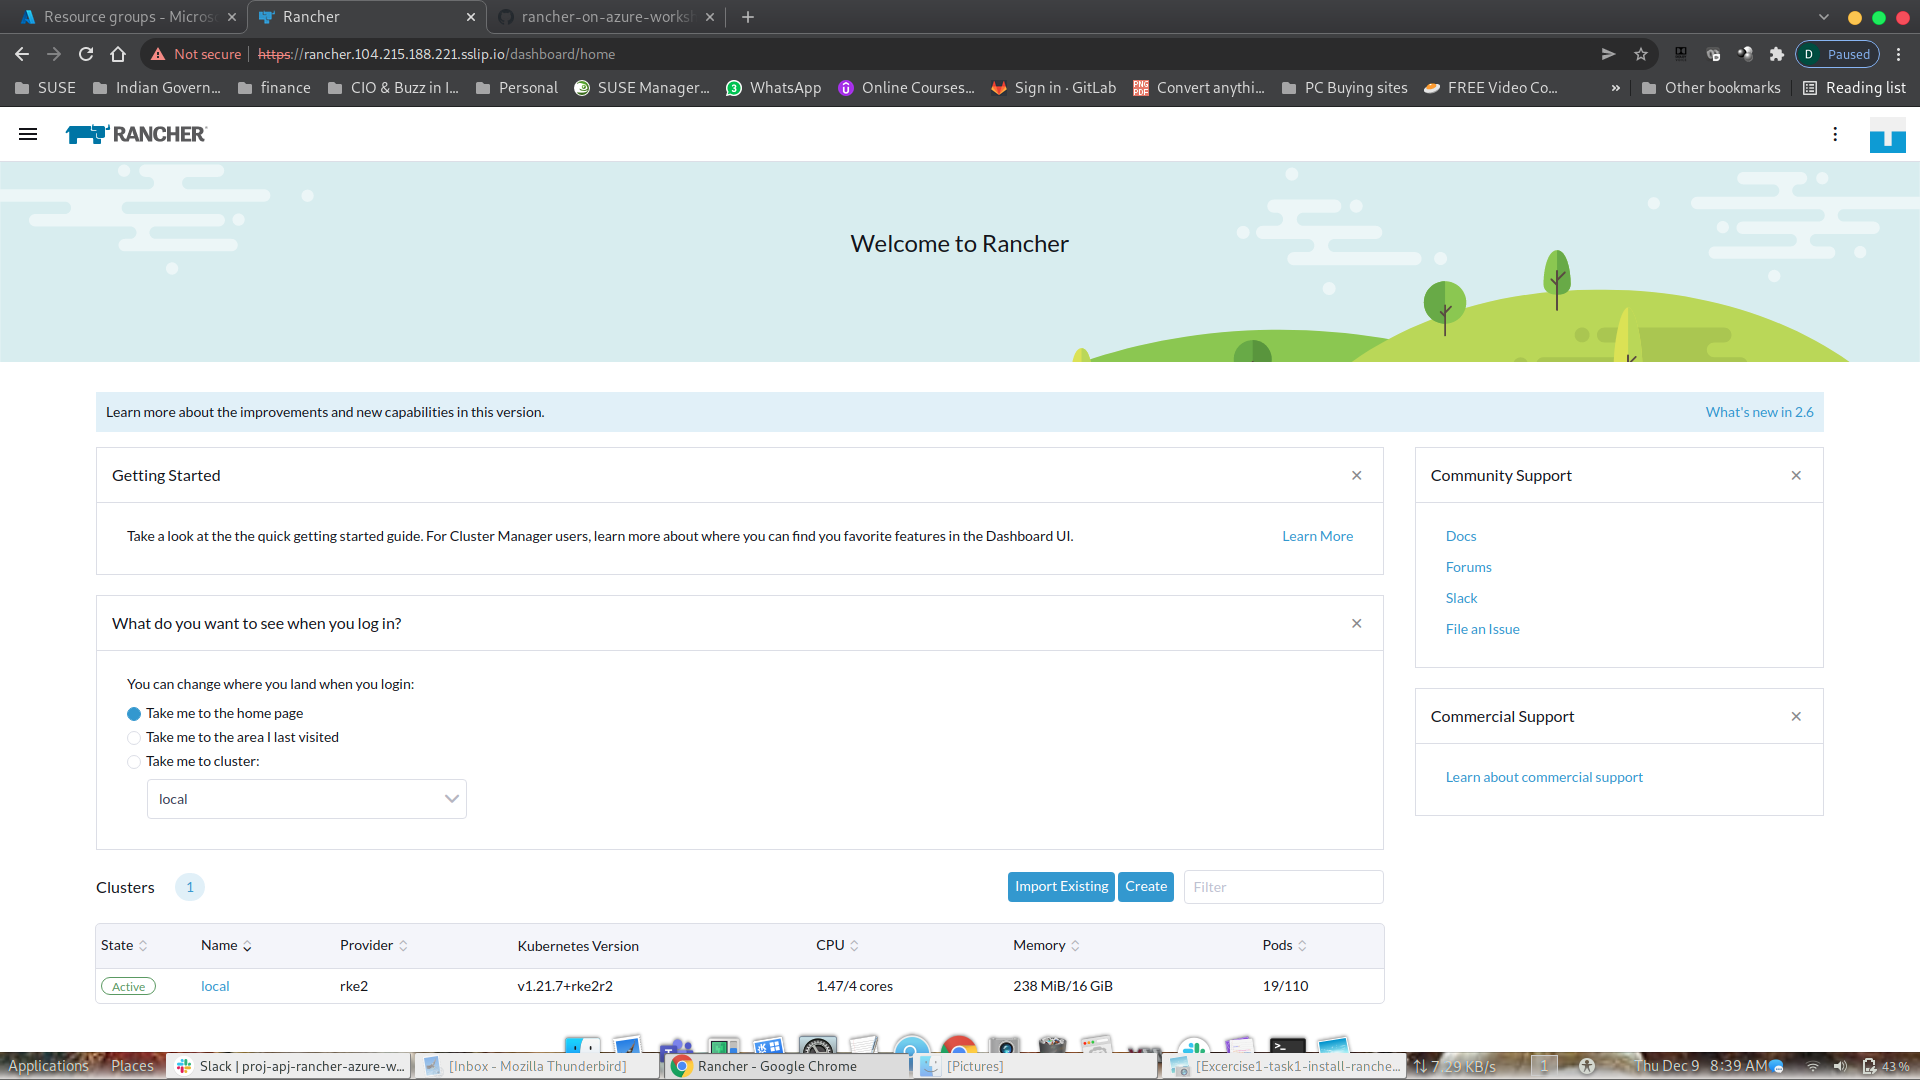 Resource groups - Micros
Rancher
rancher-on-azure-worksh
Not secure
https://rancher.104.215.188.221.sslip.io/dashboard/home
D Paused
SUSE
Indian Govern...
finance
CIO & Buzz in I...
Personal
SUSE Manager...
WhatsApp
Online Courses...
Sign in · GitLab
Convert anythi...
PC Buying sites
FREE Video Co...
»
Other bookmarks
Reading list
RANCHER
Welcome to Rancher
Learn more about the improvements and new capabilities in this version.
What's new in 2.6
Getting Started
Take a look at the the quick getting started guide. For Cluster Manager users, learn more about where you can find you favorite features in the Dashboard UI.
Learn More
What do you want to see when you log in?
You can change where you land when you login:
Take me to the home page
Take me to the area I last visited
Take me to cluster:
local
Community Support
Docs
Forums
Slack
File an Issue
Commercial Support
Learn about commercial support
Clusters 1
Import Existing
Create
Filter
State Name Provider Kubernetes Version CPU Memory Pods
Active local rke2 v1.21.7+rke2r2 1.47/4 cores 238 MiB/16 GiB 19/110
Applications
Places
Slack | proj-apj-rancher-azure-w...
[Inbox - Mozilla Thunderbird]
Rancher - Google Chrome
[Pictures]
[Excercise1-task1-install-ranche...
7.29 KB/s
1
Thu Dec 9 8:39 AM
43 %